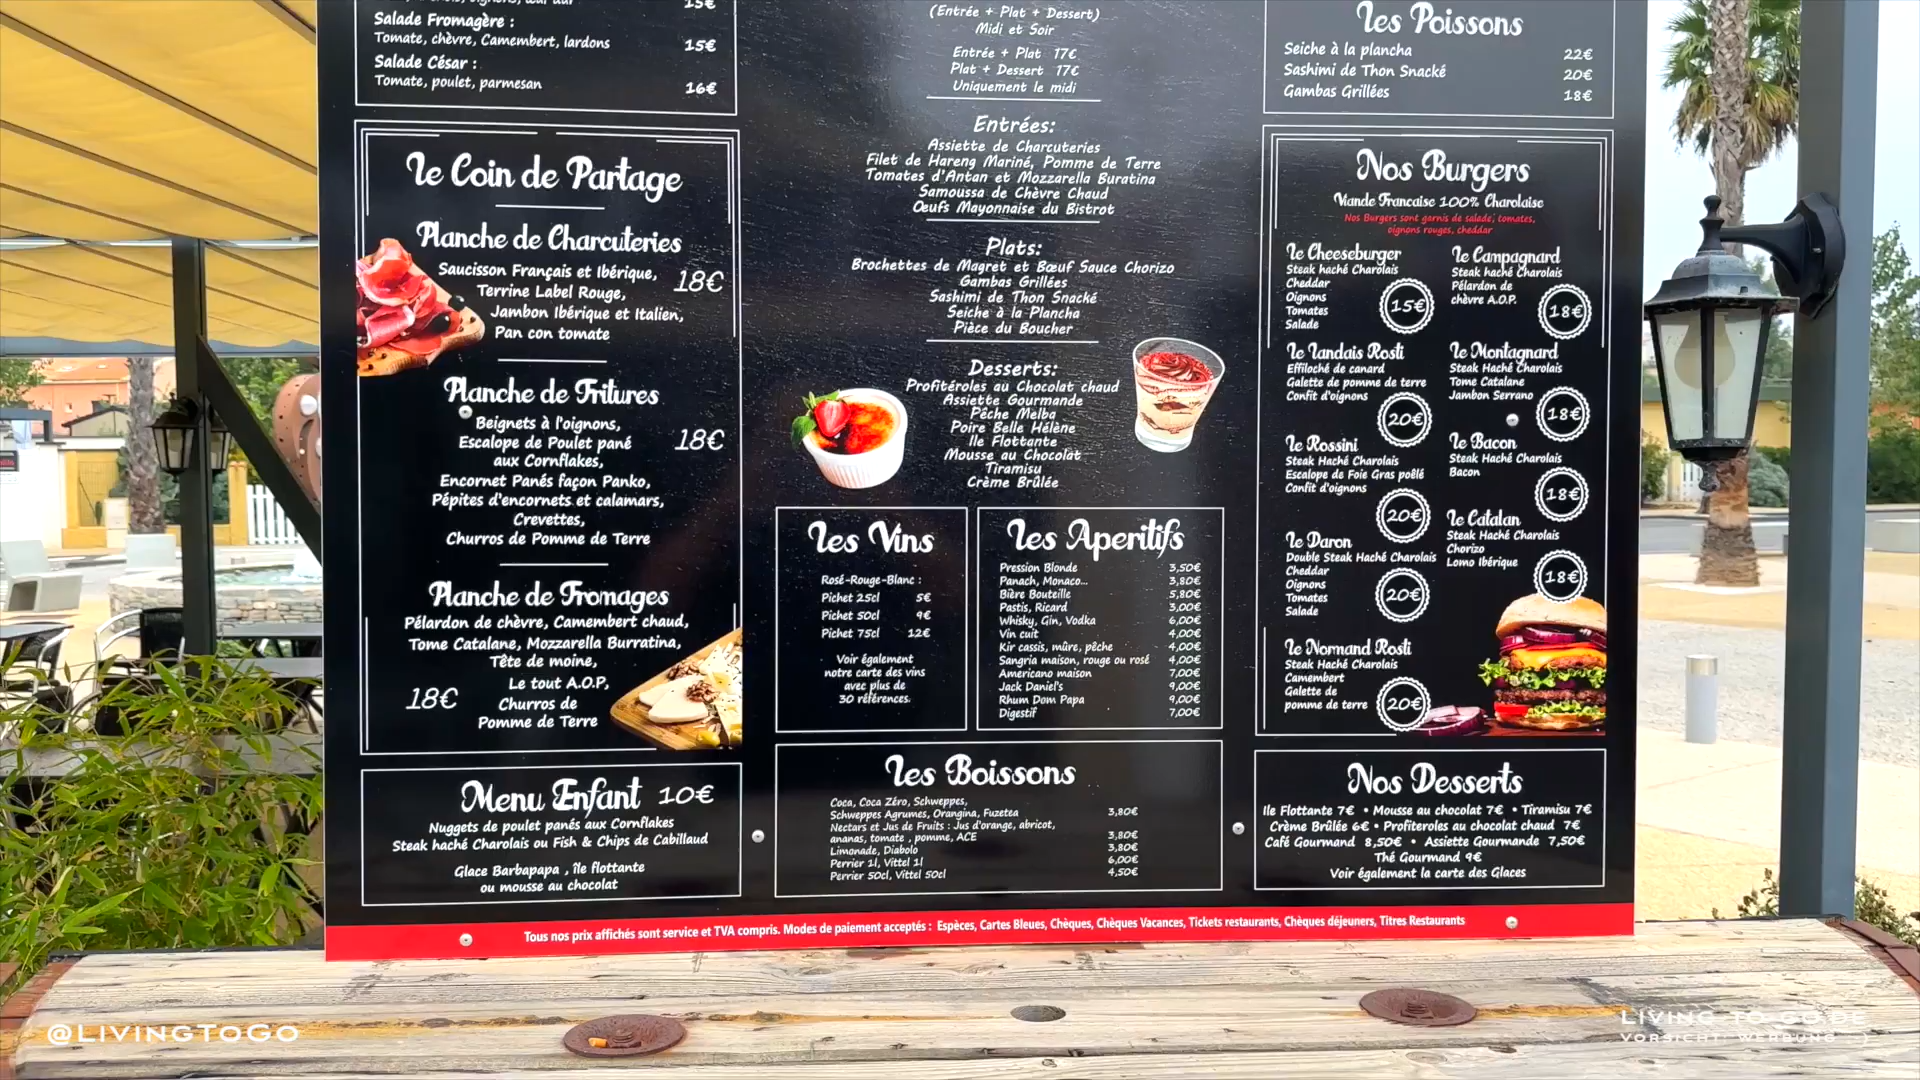 15€
Salade Fromagère :
Tomate, chèvre, Camembert, lardons 15€
Salade César :
Tomate, poulet, parmesan 16€
Le Coin de Partage
Planche de Charcuteries
Saucisson Français et Ibérique,
Terrine Label Rouge,
Jambon Ibérique et Italien,
Pan con tomate
18€
Planche de Fritures
Beignets à l'oignons,
Escalope de Poulet pané
aux Cornflakes,
Encornet Panés façon Panko,
Pépites d'encornets et calamars,
Crevettes,
Churros de Pomme de Terre
18€
Planche de Fromages
Pélardon de chèvre, Camembert chaud,
Tome Catalane, Mozzarella Burratina,
Tête de moine,
Le tout A.O.P,
Churros de
Pomme de Terre
18€
Menu Enfant 10€
Nuggets de poulet panés aux Cornflakes
Steak haché Charolais ou Fish & Chips de Cabillaud
Glace Barbapapa , île flottante
ou mousse au chocolat
(Entrée + Plat + Dessert)
Midi et Soir
Entrée + Plat 17€
Plat + Dessert 17€
Uniquement le midi
Entrées:
Assiette de Charcuteries
Filet de Hareng Mariné, Pomme de Terre
Tomates d'Antan et Mozzarella Buratina
Samoussa de Chèvre Chaud
Œufs Mayonnaise du Bistrot
Plats:
Brochettes de Magret et Bœuf Sauce Chorizo
Gambas Grillées
Sashimi de Thon Snacké
Seiche à la Plancha
Pièce du Boucher
Desserts:
Profitéroles au Chocolat chaud
Assiette Gourmande
Pêche Melba
Poire Belle Hélène
Ile Flottante
Mousse au Chocolat
Tiramisu
Crème Brûlée
Les Vins
Rosé-Rouge-Blanc :
Pichet 25cl 5€
Pichet 50cl 9€
Pichet 75cl 12€
Voir également
notre carte des vins
avec plus de
30 références.
Les Aperitifs
Pression Blonde 3,50€
Panach, Monaco... 3,80€
Bière Bouteille 5,80€
Pastis, Ricard 3,00€
Whisky, Gin, Vodka 6,00€
Vin cuit 4,00€
Kir cassis, mûre, pêche 4,00€
Sangria maison, rouge ou rosé 4,00€
Americano maison 7,00€
Jack Daniel's 9,00€
Rhum Dom Papa 9,00€
Digestif 7,00€
Les Boissons
Coca, Coca Zéro, Schweppes,
Schweppes Agrumes, Orangina, Fuzetea 3,80€
Nectars et Jus de Fruits : Jus d'orange, abricot,
ananas, tomate , pomme, ACE 3,80€
Limonade, Diabolo 3,80€
Perrier 1l, Vittel 1l 6,00€
Perrier 50cl, Vittel 50cl 4,50€
Les Poissons
Seiche à la plancha 22€
Sashimi de Thon Snacké 20€
Gambas Grillées 18€
Nos Burgers
Viande Francaise 100% Charolaise
Nos Burgers sont garnis de salade, tomates,
oignons rouges, cheddar
Le Cheeseburger
Steak haché Charolais
Cheddar
Oignons
Tomates
Salade
15€
Le Landais Rosti
Effiloché de canard
Galette de pomme de terre
Confit d'oignons
20€
Le Rossini
Steak Haché Charolais
Escalope de Foie Gras poêlé
Confit d'oignons
20€
Le Daron
Double Steak Haché Charolais
Cheddar
Oignons
Tomates
Salade
20€
Le Normand Rosti
Steak Haché Charolais
Camembert
Galette de
pomme de terre
20€
Le Campagnard
Steak haché Charolais
Pélardon de
chèvre A.O.P.
18€
Le Montagnard
Steak Haché Charolais
Tome Catalane
Jambon Serrano
18€
Le Bacon
Steak Haché Charolais
Bacon
18€
Le Catalan
Steak Haché Charolais
Chorizo
Lomo Ibérique
18€
Nos Desserts
Ile Flottante 7€ • Mousse au chocolat 7€ • Tiramisu 7€
Crème Brûlée 6€ • Profiteroles au chocolat chaud 7€
Café Gourmand 8,50€ • Assiette Gourmande 7,50€
Thé Gourmand 9€
Voir également la carte des Glaces
Tous nos prix affichés sont service et TVA compris. Modes de paiement acceptés : Espèces, Cartes Bleues, Chèques, Chèques Vacances, Tickets restaurants, Chèques déjeuners, Titres Restaurants
@LivingToGo
LIVING-TO-GO.DE
VORSICHT: WERBUNG :-)